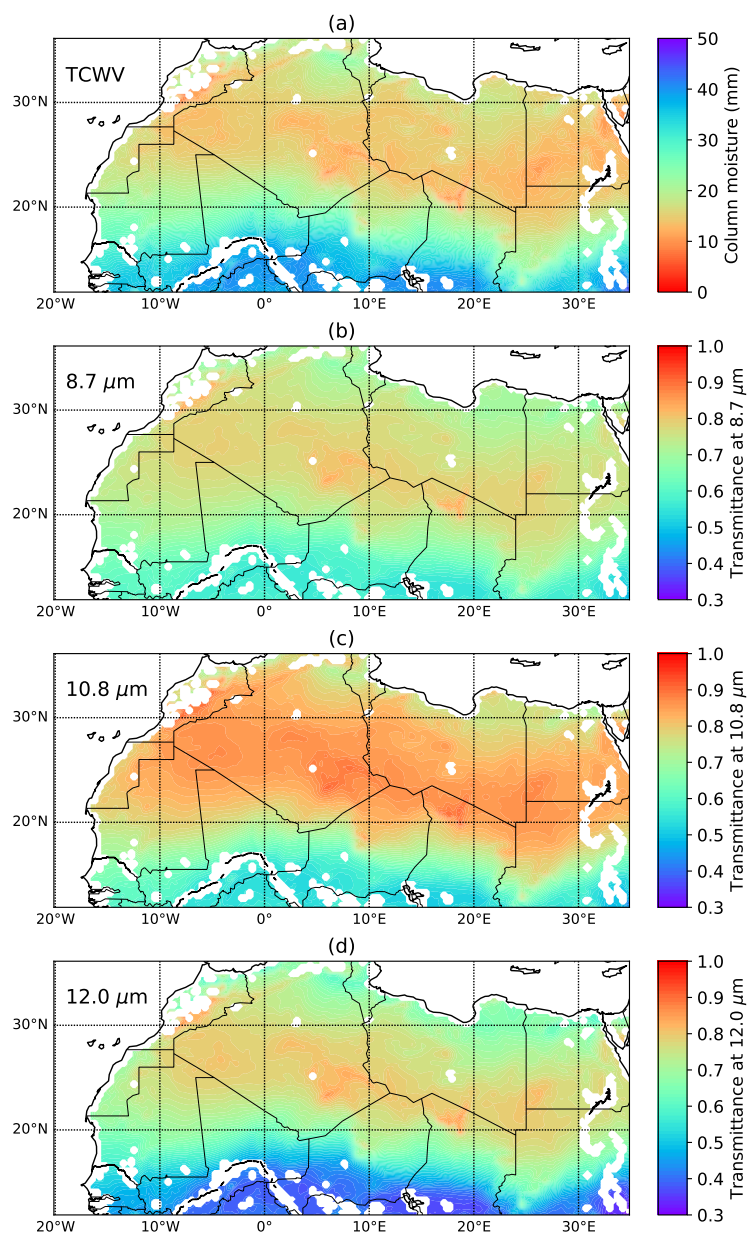 (a)
TCWV
30°N
20°N
20°W
10°W
0°
10°E
20°E
30°E
50
40
30
20
10
0
Column moisture (mm)
(b)
8.7 μm
30°N
20°N
20°W
10°W
0°
10°E
20°E
30°E
1.0
0.9
0.8
0.7
0.6
0.5
0.4
0.3
Transmittance at 8.7 μm
(c)
10.8 μm
30°N
20°N
20°W
10°W
0°
10°E
20°E
30°E
1.0
0.9
0.8
0.7
0.6
0.5
0.4
0.3
Transmittance at 10.8 μm
(d)
12.0 μm
30°N
20°N
20°W
10°W
0°
10°E
20°E
30°E
1.0
0.9
0.8
0.7
0.6
0.5
0.4
0.3
Transmittance at 12.0 μm